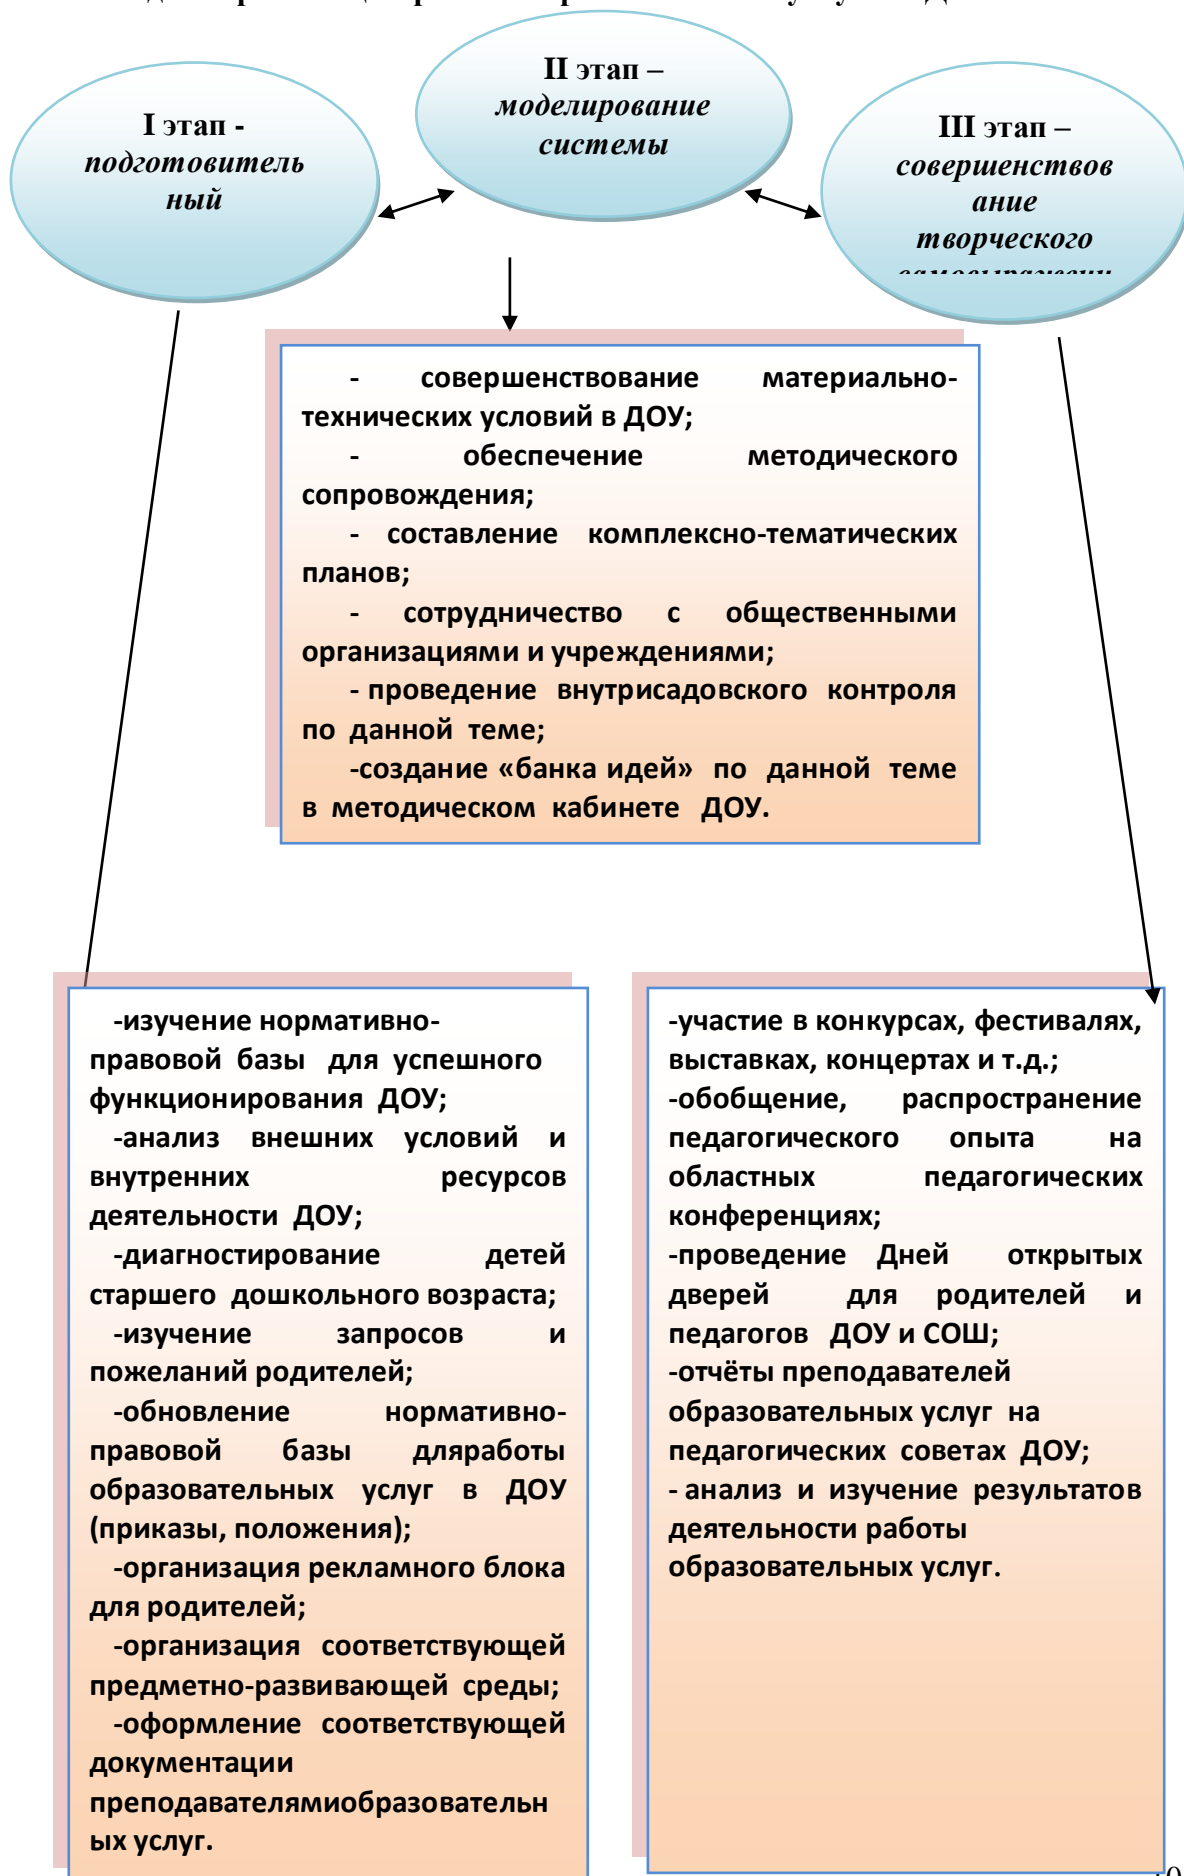 I этап -
подготовитель
ный
II этап –
моделирование
системы
III этап –
совершенствов
ание
творческого
- совершенствование материально-
технических условий в ДОУ;
- обеспечение методического
сопровождения;
- составление комплексно-тематических
планов;
- сотрудничество с общественными
организациями и учреждениями;
- проведение внутрисадовского контроля
по данной теме;
-создание «банка идей» по данной теме
в методическом кабинете ДОУ.
-изучение нормативно-
правовой базы для успешного
функционирования ДОУ;
-анализ внешних условий и
внутренних ресурсов
деятельности ДОУ;
-диагностирование детей
старшего дошкольного возраста;
-изучение запросов и
пожеланий родителей;
-обновление нормативно-
правовой базы дляработы
образовательных услуг в ДОУ
(приказы, положения);
-организация рекламного блока
для родителей;
-организация соответствующей
предметно-развивающей среды;
-оформление соответствующей
документации
преподавателямиобразовательн
ых услуг.
-участие в конкурсах, фестивалях,
выставках, концертах и т.д.;
-обобщение, распространение
педагогического опыта на
областных педагогических
конференциях;
-проведение Дней открытых
дверей для родителей и
педагогов ДОУ и СОШ;
-отчёты преподавателей
образовательных услуг на
педагогических советах ДОУ;
- анализ и изучение результатов
деятельности работы
образовательных услуг.